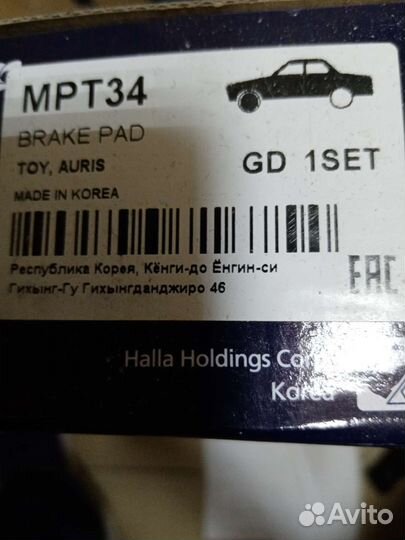 MPT34
BRAKE PAD
TOY, AURIS
GD 1SET
MADE IN KOREA
Республика Корея, Кёнги-до Ёнгин-си
Гихынг-Гу Гихынгданджиро 46
EAC
Halla Holdings
Korea
Avito